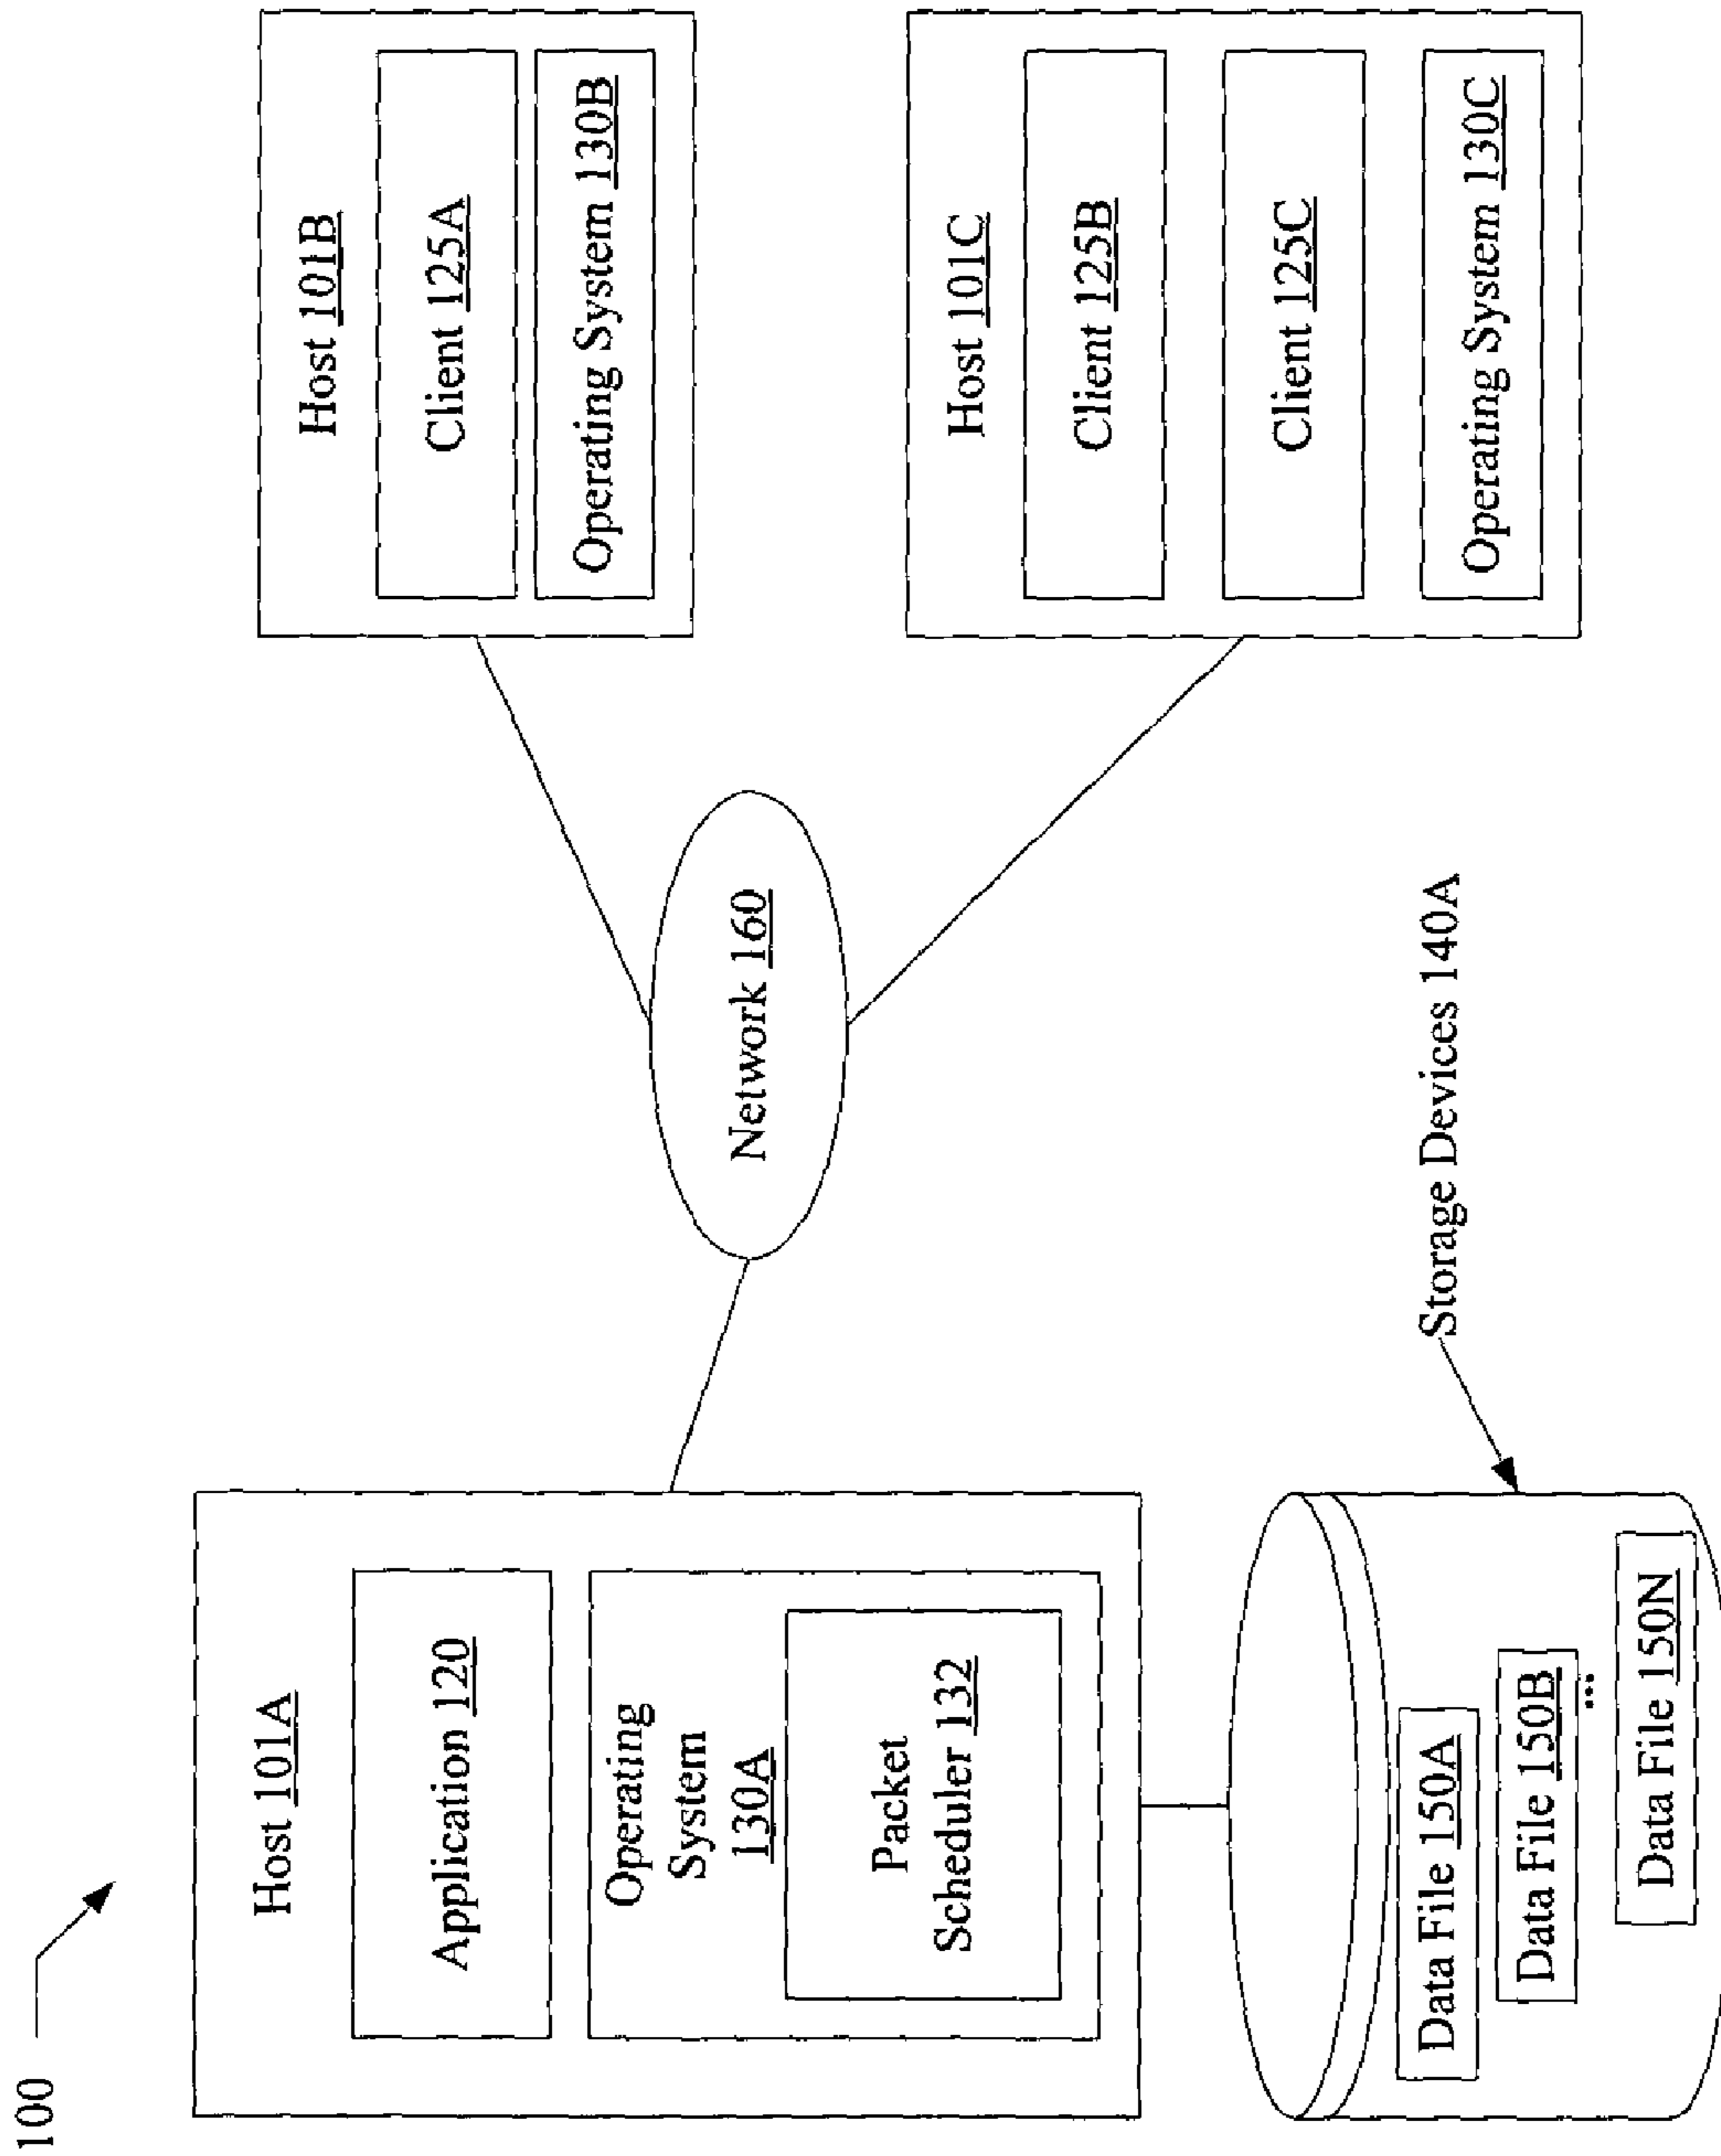 100
Host 101A
Application 120
Operating
System
130A
Packet
Scheduler 132
Data File 150A
Data File 150B
...
Data File 150N
Storage Devices 140A
Network 160
Host 101B
Client 125A
Operating System 130B
Host 101C
Client 125B
Client 125C
Operating System 130C